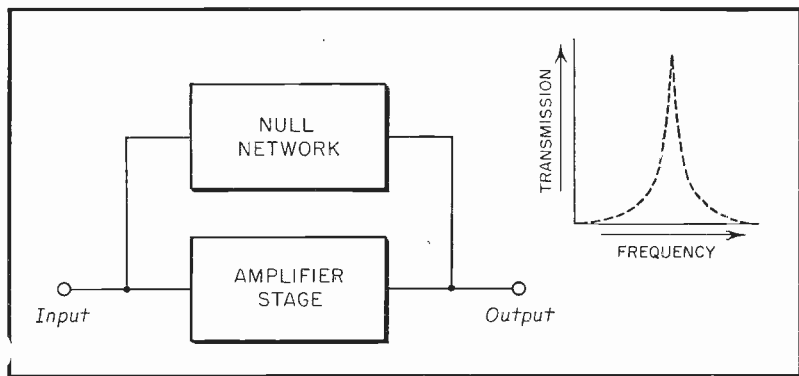 NULL
NETWORK
AMPLIFIER
STAGE
Input
Output
TRANSMISSION
FREQUENCY